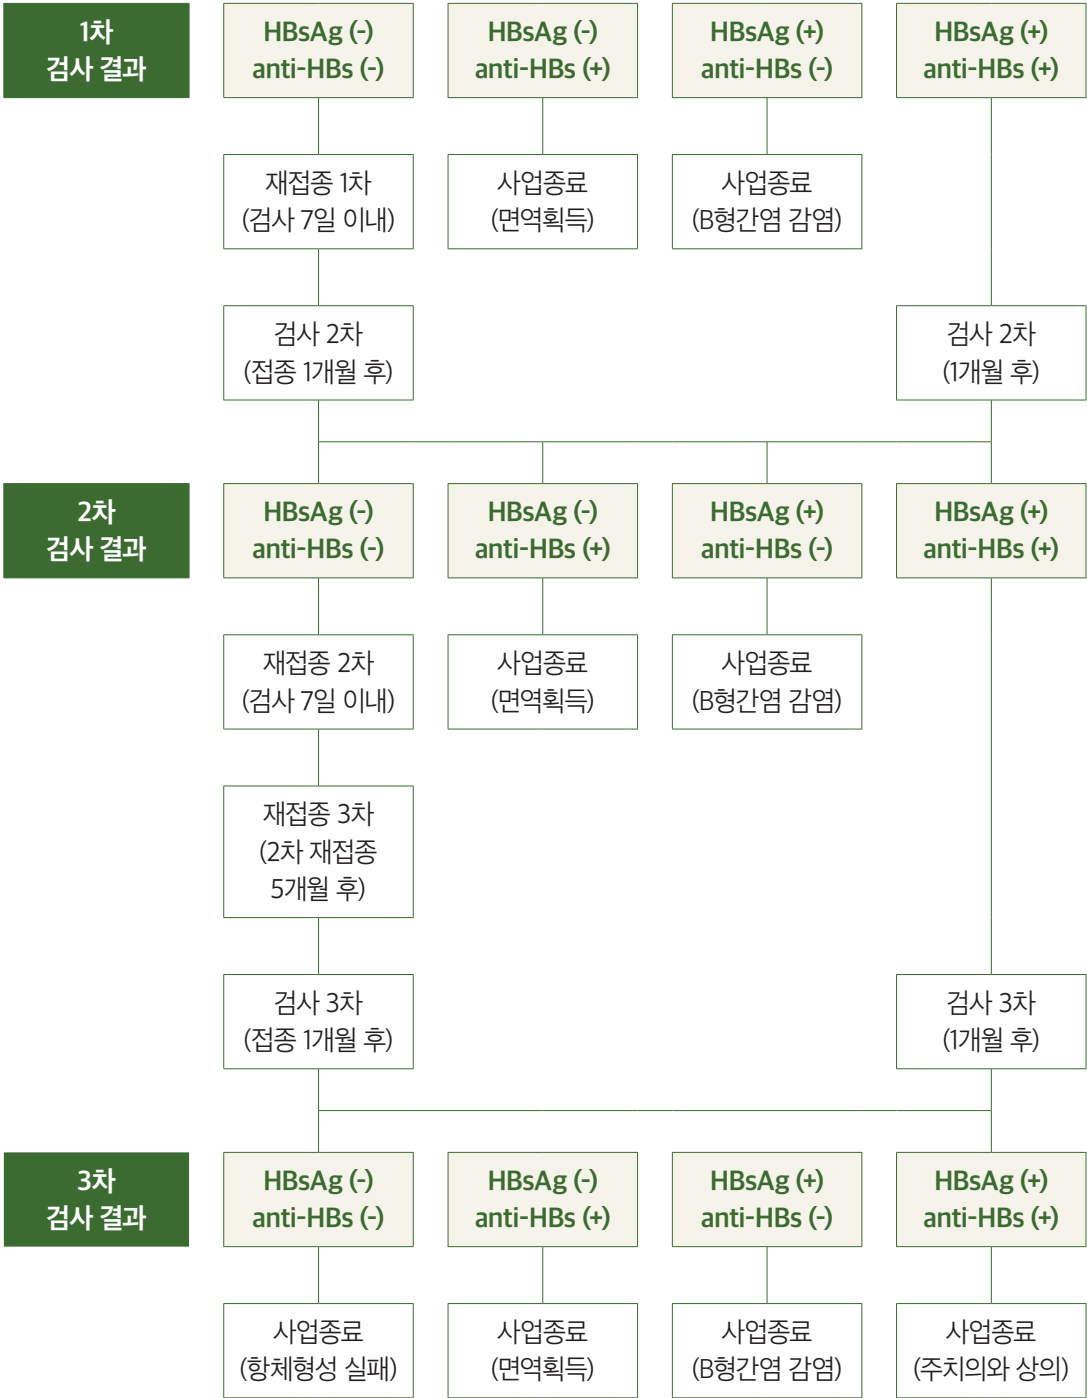 1차
검사 결과
HBsAg (-)
anti-HBs (-)
HBsAg (-)
anti-HBs (+)
HBsAg (+)
anti-HBs (-)
HBsAg (+)
anti-HBs (+)
재접종 1차
(검사 7일 이내)
사업종료
(면역획득)
사업종료
(B형간염 감염)
검사 2차
(접종 1개월 후)
검사 2차
(1개월 후)
2차
검사 결과
HBsAg (-)
anti-HBs (-)
HBsAg (-)
anti-HBs (+)
HBsAg (+)
anti-HBs (-)
HBsAg (+)
anti-HBs (+)
재접종 2차
(검사 7일 이내)
사업종료
(면역획득)
사업종료
(B형간염 감염)
재접종 3차
(2차 재접종
5개월 후)
검사 3차
(접종 1개월 후)
검사 3차
(1개월 후)
3차
검사 결과
HBsAg (-)
anti-HBs (-)
HBsAg (-)
anti-HBs (+)
HBsAg (+)
anti-HBs (-)
HBsAg (+)
anti-HBs (+)
사업종료
(항체형성 실패)
사업종료
(면역획득)
사업종료
(B형간염 감염)
사업종료
(주치의와 상의)